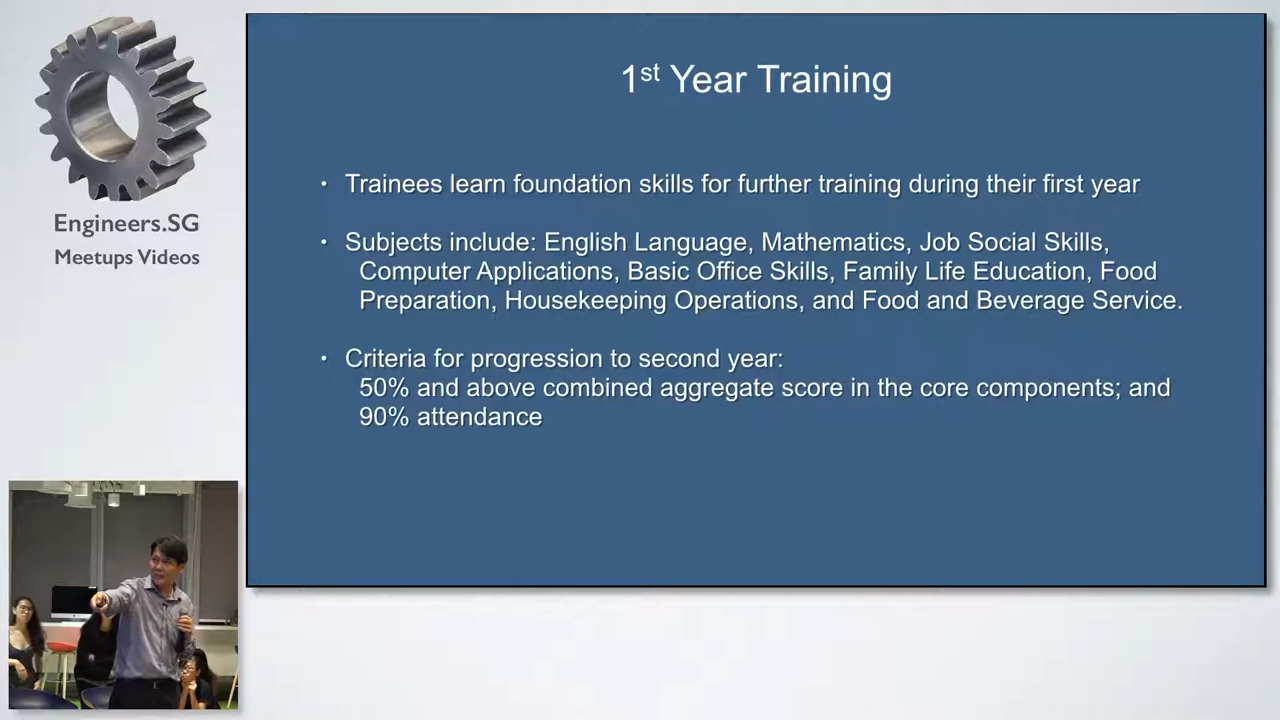 Engineers.SG
Meetups Videos
1st Year Training
• Trainees learn foundation skills for further training during their first year
• Subjects include: English Language, Mathematics, Job Social Skills,
Computer Applications, Basic Office Skills, Family Life Education, Food
Preparation, Housekeeping Operations, and Food and Beverage Service.
• Criteria for progression to second year:
50% and above combined aggregate score in the core components; and
90% attendance